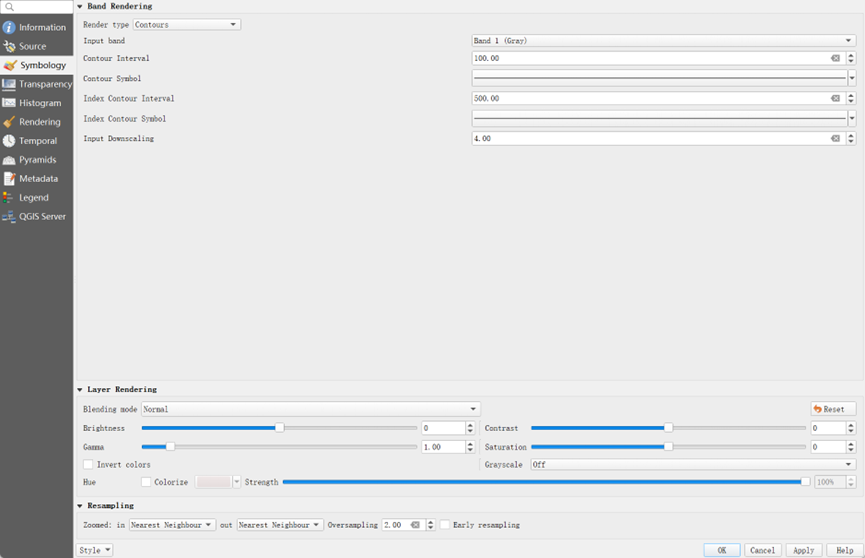 Information
Source
Symbology
Transparency
Histogram
Rendering
Temporal
Pyramids
Metadata
Legend
QGIS Server
Band Rendering
Render type Contours
Input band Band 1 (Gray)
Contour Interval 100.00
Contour Symbol
Index Contour Interval 500.00
Index Contour Symbol
Input Downscaling 4.00
Layer Rendering
Blending mode Normal Reset
Brightness 0 Contrast 0
Gamma 1.00 Saturation 0
Invert colors Grayscale Off
Hue Colorize Strength 100%
Resampling
Zoomed: in Nearest Neighbour out Nearest Neighbour Oversampling 2.00 Early resampling
Style OK Cancel Apply Help